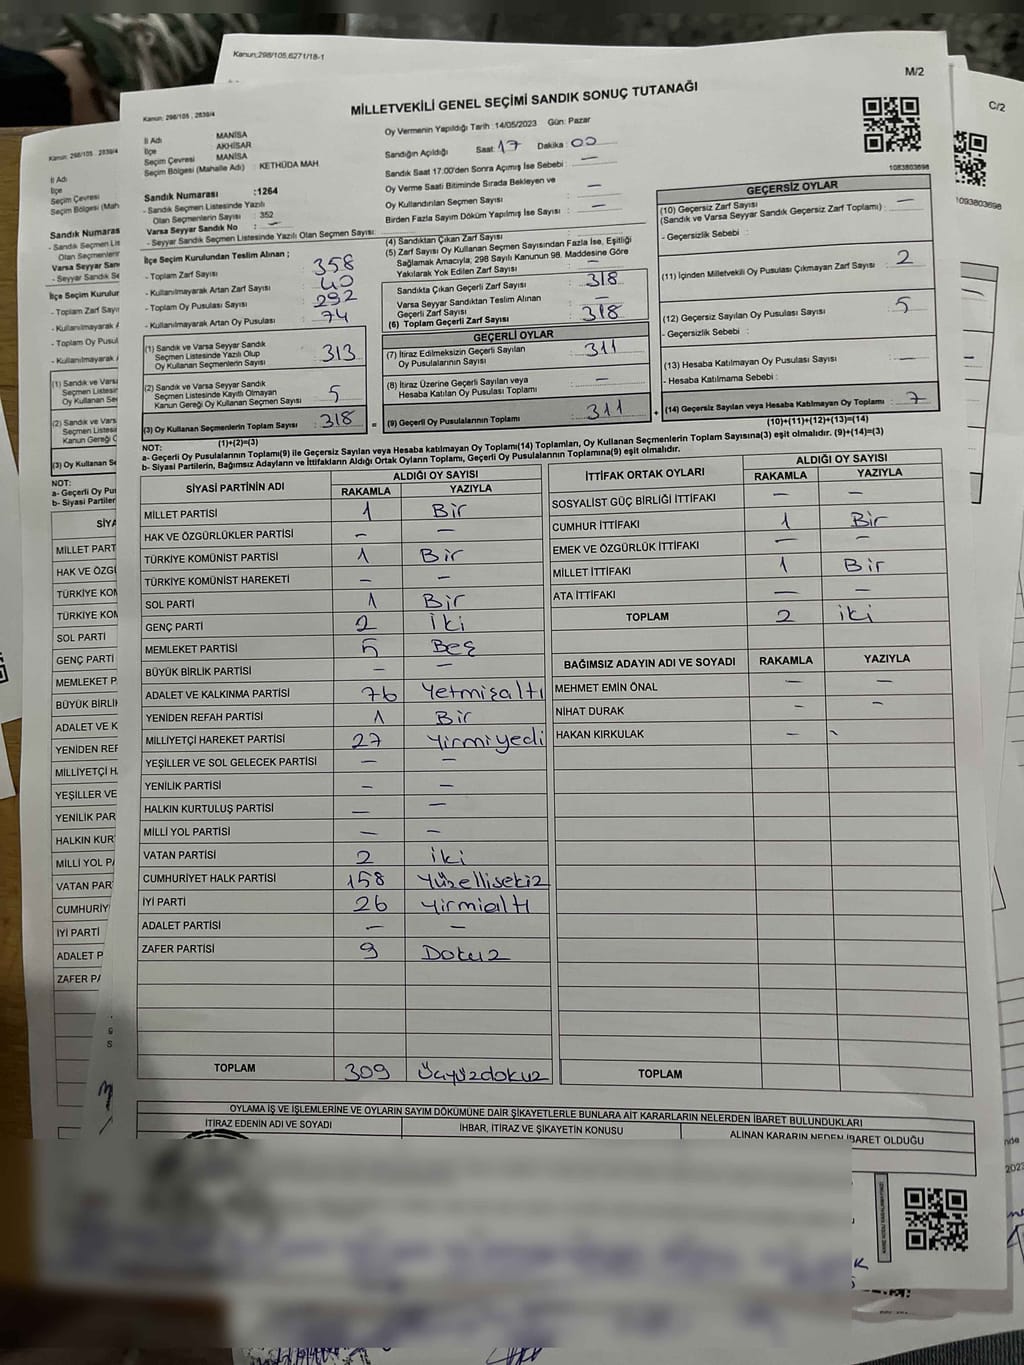 Kanun;298/105,6271/18-1
M/2
C/2
Kanun: 298/105 , 2839/4
MİLLETVEKİLİ GENEL SEÇİMİ SANDIK SONUÇ TUTANAĞI
İl Adı MANİSA
İlçe AKHİSAR
Seçim Çevresi MANİSA
Seçim Bölgesi (Mahalle Adı) : KETHÜDA MAH.
Sandık Numarası :1264
- Sandık Seçmen Listesinde Yazılı
Olan Seçmenlerin Sayısı : 352
Varsa Seyyar Sandık No : —
- Seyyar Sandık Seçmen Listesinde Yazılı Olan Seçmen Sayısı:
İlçe Seçim Kurulundan Teslim Alınan ;
- Toplam Zarf Sayısı 358
- Kullanılmayarak Artan Zarf Sayısı 40
- Toplam Oy Pusulası Sayısı 292
- Kullanılmayarak Artan Oy Pusulası 74
(1) Sandık ve Varsa Seyyar Sandık
Seçmen Listesinde Yazılı Olup
Oy Kullanan Seçmenlerin Sayısı 313
(2) Sandık ve Varsa Seyyar Sandık
Seçmen Listesinde Kayıtlı Olmayan
Kanun Gereği Oy Kullanan Seçmen Sayısı 5
(3) Oy Kullanan Seçmenlerin Toplam Sayısı 318
(1)+(2)=(3)
Oy Vermenin Yapıldığı Tarih :14/05/2023 Gün: Pazar
Sandığın Açıldığı Saat 17 Dakika 00
Sandık Saat 17.00'den Sonra Açımış İse Sebebi : —
Oy Verme Saati Bitiminde Sırada Bekleyen ve
Oy Kullandırılan Seçmen Sayısı —
Birden Fazla Sayım Döküm Yapılmış İse Sayısı —
(4) Sandıktan Çıkan Zarf Sayısı
(5) Zarf Sayısı Oy Kullanan Seçmen Sayısından Fazla İse, Eşitliği
Sağlamak Amacıyla; 298 Sayılı Kanunun 98. Maddesine Göre
Yakılarak Yok Edilen Zarf Sayısı —
Sandıkta Çıkan Geçerli Zarf Sayısı 318
Varsa Seyyar Sandıktan Teslim Alınan
Geçerli Zarf Sayısı —
(6) Toplam Geçerli Zarf Sayısı 318
GEÇERLİ OYLAR
(7) İtiraz Edilmeksizin Geçerli Sayılan
Oy Pusulalarının Sayısı 311
(8) İtiraz Üzerine Geçerli Sayılan veya
Hesaba Katılan Oy Pusulası Toplamı —
= (9) Geçerli Oy Pusulalarının Toplamı 311 +
1083803698
GEÇERSİZ OYLAR
(10) Geçersiz Zarf Sayısı —
(Sandık ve Varsa Seyyar Sandık Geçersiz Zarf Toplamı) :
- Geçersizlik Sebebi :
(11) İçinden Milletvekili Oy Pusulası Çıkmayan Zarf Sayısı 2
(12) Geçersiz Sayılan Oy Pusulası Sayısı 5
- Geçersizlik Sebebi :
(13) Hesaba Katılmayan Oy Pusulası Sayısı —
- Hesaba Katılmama Sebebi :
(14) Geçersiz Sayılan veya Hesaba Katılmayan Oy Toplamı 7
(10)+(11)+(12)+(13)=(14)
NOT:
a- Geçerli Oy Pusulalarının Toplamı(9) ile Geçersiz Sayılan veya Hesaba katılmayan Oy Toplamı(14) Toplamları, Oy Kullanan Seçmenlerin Toplam Sayısına(3) eşit olmalıdır. (9)+(14)=(3)
b- Siyasi Partilerin, Bağımsız Adayların ve İttifakların Aldığı Ortak Oyların Toplamı, Geçerli Oy Pusulalarının Toplamına(9) eşit olmalıdır.
SİYASİ PARTİNİN ADI ALDIĞI OY SAYISI
RAKAMLA YAZIYLA
MİLLET PARTİSİ 1 Bir
HAK VE ÖZGÜRLÜKLER PARTİSİ — —
TÜRKİYE KOMÜNİST PARTİSİ 1 Bir
TÜRKİYE KOMÜNİST HAREKETİ — —
SOL PARTİ 1 Bir
GENÇ PARTİ 2 İki
MEMLEKET PARTİSİ 5 Beş
BÜYÜK BİRLİK PARTİSİ — —
ADALET VE KALKINMA PARTİSİ 76 Yetmişaltı
YENİDEN REFAH PARTİSİ 1 Bir
MİLLİYETÇİ HAREKET PARTİSİ 27 Yirmiyedi
YEŞİLLER VE SOL GELECEK PARTİSİ — —
YENİLİK PARTİSİ — —
HALKIN KURTULUŞ PARTİSİ — —
MİLLİ YOL PARTİSİ — —
VATAN PARTİSİ 2 İki
CUMHURİYET HALK PARTİSİ 158 Yüzellisekiz
İYİ PARTİ 26 Yirmialtı
ADALET PARTİSİ — —
ZAFER PARTİSİ 9 Dokuz
TOPLAM 309 Üçyüzdokuz
İTTİFAK ORTAK OYLARI ALDIĞI OY SAYISI
RAKAMLA YAZIYLA
SOSYALİST GÜÇ BİRLİĞİ İTTİFAKI — —
CUMHUR İTTİFAKI 1 Bir
EMEK VE ÖZGÜRLÜK İTTİFAKI — —
MİLLET İTTİFAKI 1 Bir
ATA İTTİFAKI — —
TOPLAM 2 iki
BAĞIMSIZ ADAYIN ADI VE SOYADI RAKAMLA YAZIYLA
MEHMET EMİN ÖNAL — —
NİHAT DURAK — —
HAKAN KIRKULAK —
TOPLAM
OYLAMA İŞ VE İŞLEMLERİNE VE OYLARIN SAYIM DÖKÜMÜNE DAİR ŞİKAYETLERLE BUNLARA AİT KARARLARIN NELERDEN İBARET BULUNDUKLARI
İTİRAZ EDENİN ADI VE SOYADI İHBAR, İTİRAZ VE ŞİKAYETİN KONUSU ALINAN KARARIN NEDEN İBARET OLDUĞU